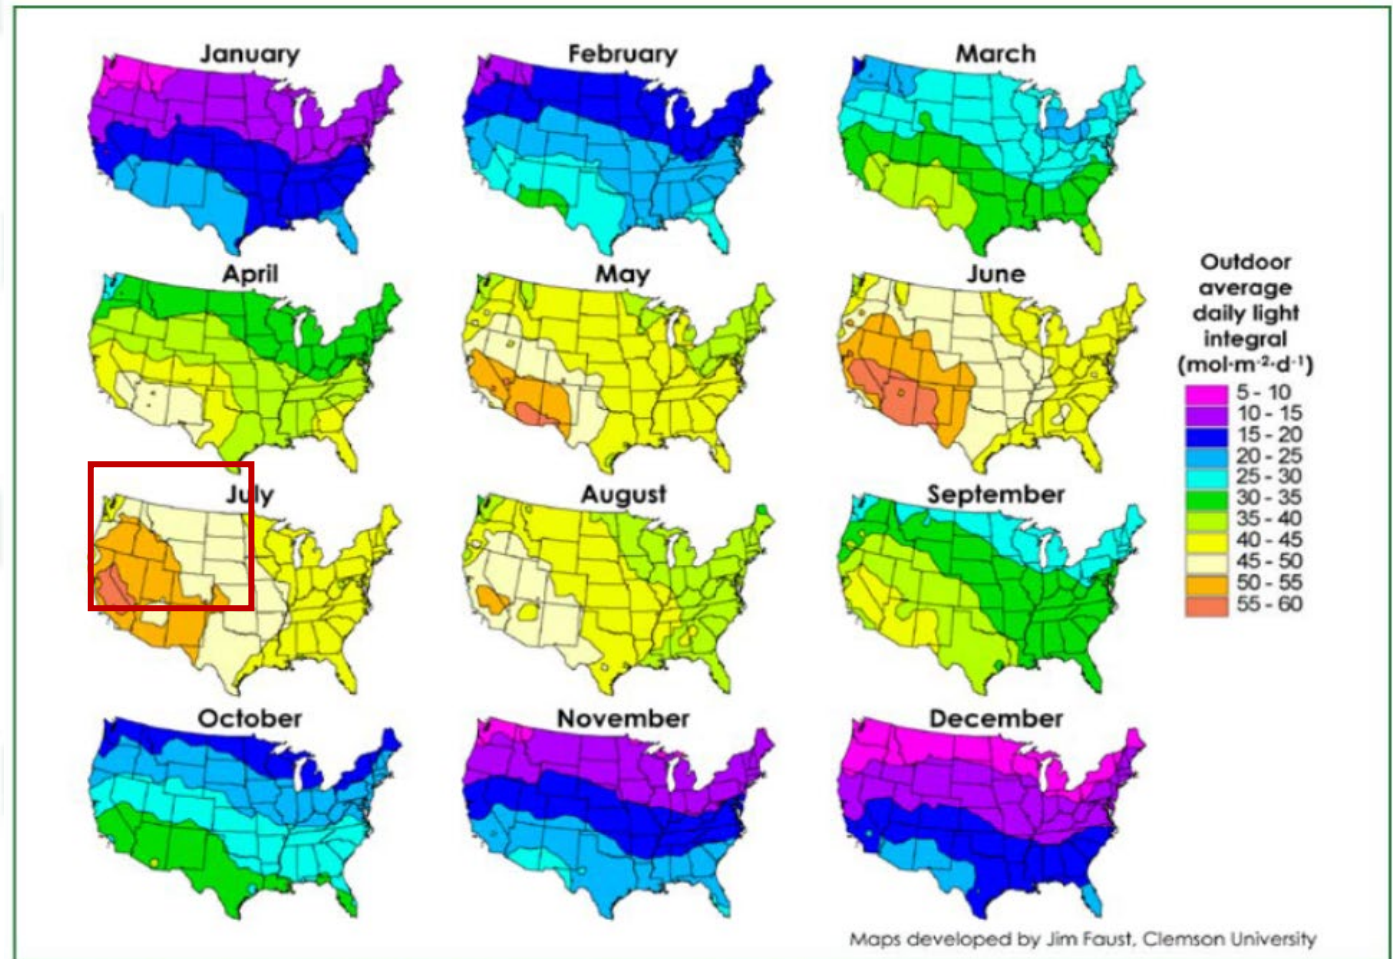 January
February
March
April
May
June
July
August
September
October
November
December
Outdoor
average
daily light
integral
(mol·m⁻²·d⁻¹)
5 - 10
10 - 15
15 - 20
20 - 25
25 - 30
30 - 35
35 - 40
40 - 45
45 - 50
50 - 55
55 - 60
Maps developed by Jim Faust, Clemson University